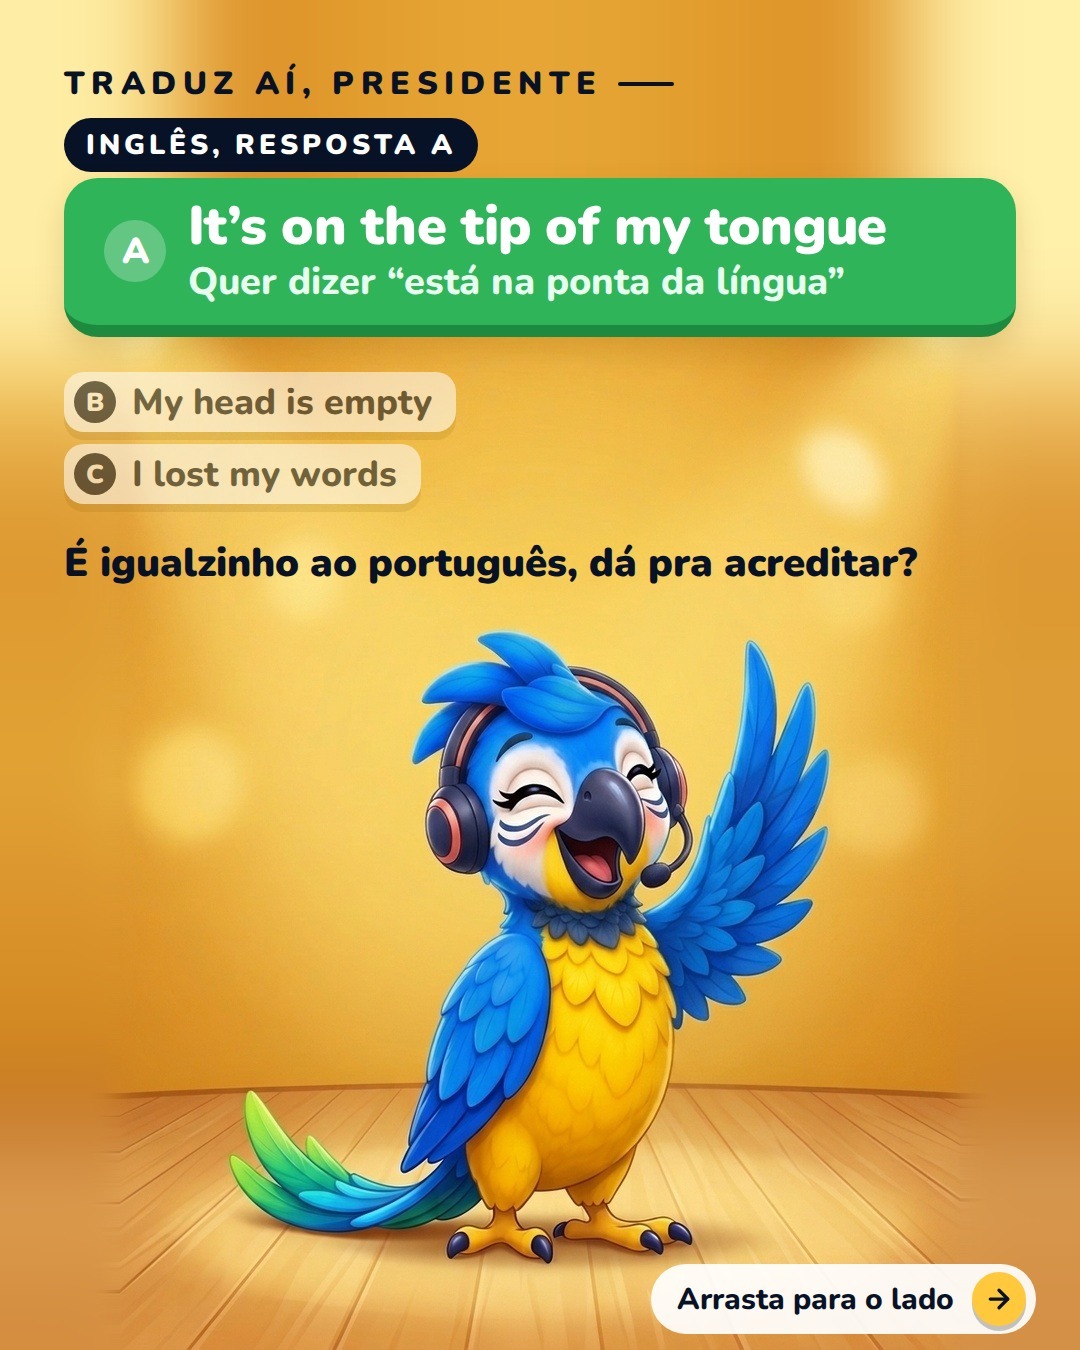 TRADUZ AÍ, PRESIDENTE —
INGLÊS, RESPOSTA A
A It’s on the tip of my tongue
Quer dizer “está na ponta da língua”
B My head is empty
C I lost my words
É igualzinho ao português, dá pra acreditar?
Arrasta para o lado →